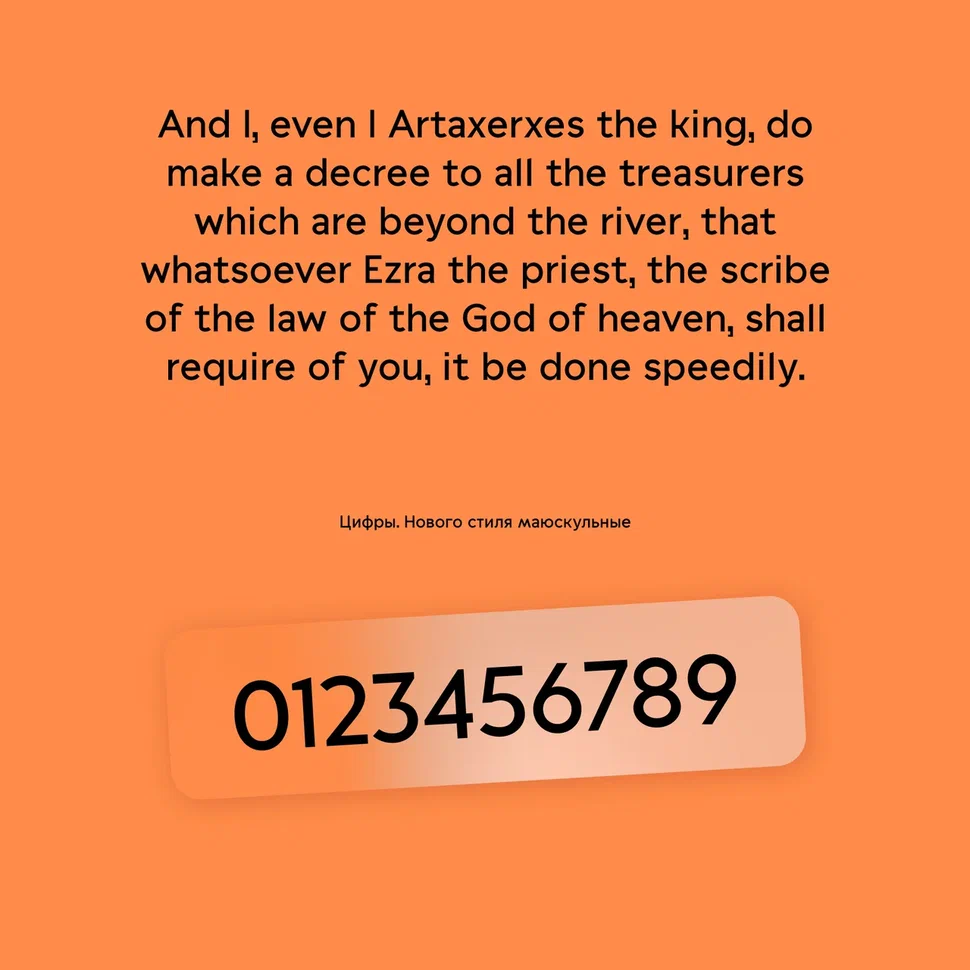 And I, even I Artaxerxes the king, do
make a decree to all the treasurers
which are beyond the river, that
whatsoever Ezra the priest, the scribe
of the law of the God of heaven, shall
require of you, it be done speedily.
Цифры. Нового стиля маюскульные
0123456789